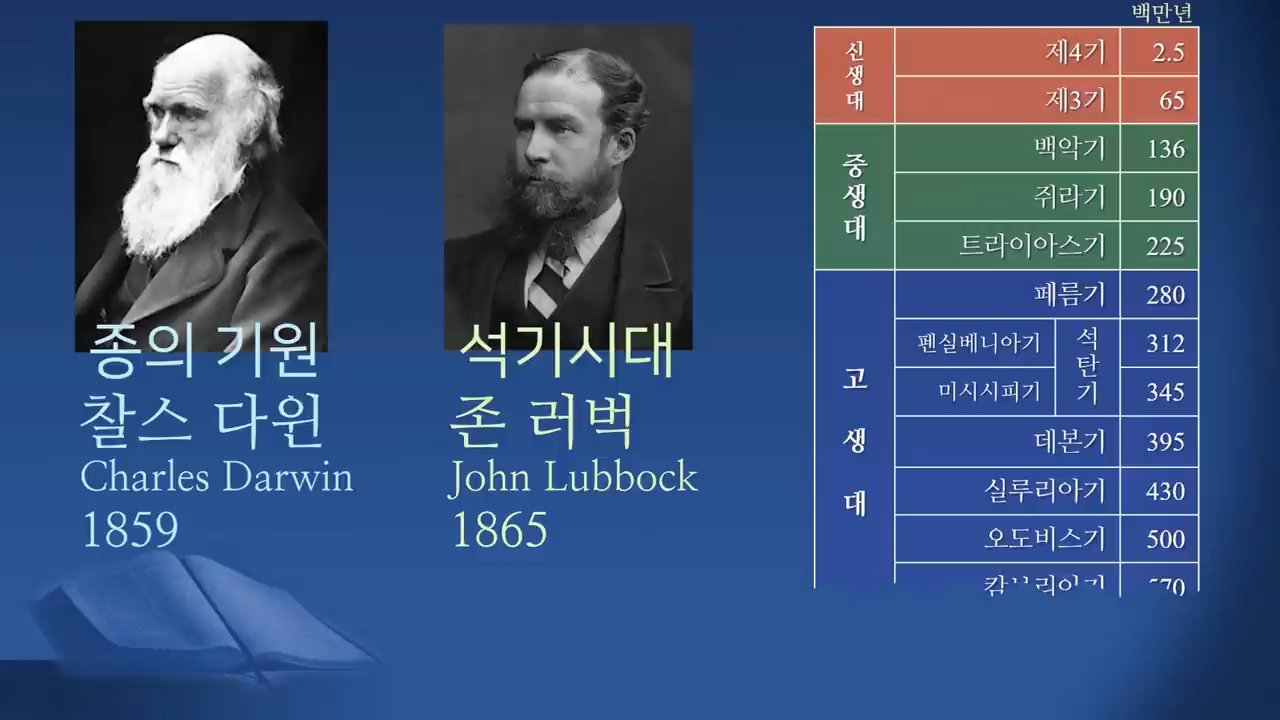 종의 기원
찰스 다윈
Charles Darwin
1859
석기시대
존 러벅
John Lubbock
1865
백만년
신생대
제4기 2.5
제3기 65
중생대
백악기 136
쥐라기 190
트라이아스기 225
고생대
페름기 280
석탄기
펜실베니아기 312
미시시피기 345
데본기 395
실루리아기 430
오도비스기 500